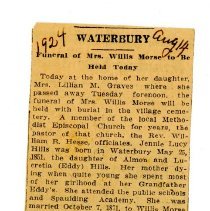 1924 WATERBURY Aug 14
Funeral of Mrs. Willis Morse to Be
Held Today
Today at the home of her daughter,
Mrs. Lillian M. Graves where she
passed away Tuesday forenoon, the
funeral of Mrs. Willis Morse will be
held with burial in the village ceme-
tery. A member of the local Metho-
dist Episcopal Church for years, the
pastor of that church, the Rev. Wil-
liam R. Hesse, officiates. Jennie Lucy
Hills was born in Waterbury May 2,
1851, the daughter of Almon and Lu-
cretia (Eddy) Hills. Her mother dy-
ing when quite young she spent most
of her girlhood at her Grandfather
Eddy's. She attended the public schools
and Spaulding Academy. She was
married October 7, 1871, to Willis Morse